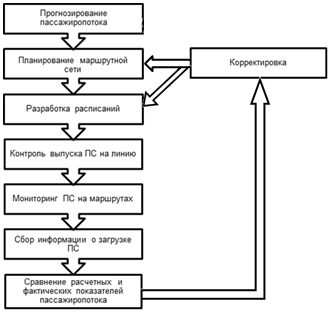 Прогнозирование
пассажиропотока
Планирование маршрутной
сети
Корректировка
Разработка расписаний
Контроль выпуска ПС на линию
Мониторинг ПС на маршрутах
Сбор информации о загрузке
ПС
Сравнение расчетных и
фактических показателей
пассажиропотока